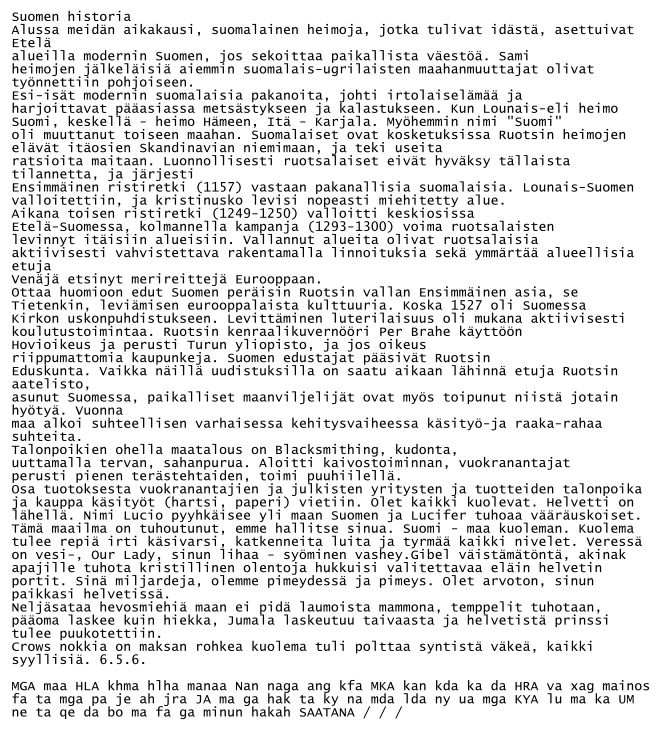 Suomen historia
Alussa meidän aikakausi, suomalainen heimoja, jotka tulivat idästä, asettuivat
Etelä
alueilla modernin Suomen, jos sekoittaa paikallista väestöä. Sami
heimojen jälkeläisiä aiemmin suomalais-ugrilaisten maahanmuuttajat olivat
työnnettiin pohjoiseen.
Esi-isät modernin suomalaisia pakanoita, johti irtolaiselämää ja
harjoittavat pääasiassa metsästykseen ja kalastukseen. Kun Lounais-eli heimo
Suomi, keskellä - heimo Hämeen, Itä - Karjala. Myöhemmin nimi "Suomi"
oli muuttanut toiseen maahan. Suomalaiset ovat kosketuksissa Ruotsin heimojen
elävät itäosien Skandinavian niemimaan, ja teki useita
ratsioita maitaan. Luonnollisesti ruotsalaiset eivät hyväksy tällaista
tilannetta, ja järjesti
Ensimmäinen ristiretki (1157) vastaan pakanallisia suomalaisia. Lounais-Suomen
valloitettiin, ja kristinusko levisi nopeasti miehitetty alue.
Aikana toisen ristiretki (1249-1250) valloitti keskiosissa
Etelä-Suomessa, kolmannella kampanja (1293-1300) voima ruotsalaisten
levinnyt itäisiin alueisiin. Vallannut alueita olivat ruotsalaisia
aktiivisesti vahvistettava rakentamalla linnoituksia sekä ymmärtää alueellisia
etuja
Venäjä etsinyt merireittejä Eurooppaan.
Ottaa huomioon edut Suomen peräisin Ruotsin vallan Ensimmäinen asia, se
Tietenkin, leviämisen eurooppalaista kulttuuria. Koska 1527 oli Suomessa
Kirkon uskonpuhdistukseen. Levittäminen luterilaisuus oli mukana aktiivisesti
koulutustoimintaa. Ruotsin kenraalikuvernööri Per Brahe käyttöön
Hovioikeus ja perusti Turun yliopisto, ja jos oikeus
riippumattomia kaupunkeja. Suomen edustajat pääsivät Ruotsin
Eduskunta. Vaikka näillä uudistuksilla on saatu aikaan lähinnä etuja Ruotsin
aatelisto,
asunut Suomessa, paikalliset maanviljelijät ovat myös toipunut niistä jotain
hyötyä. Vuonna
maa alkoi suhteellisen varhaisessa kehitysvaiheessa käsityö-ja raaka-rahaa
suhteita.
Talonpoikien ohella maatalous on Blacksmithing, kudonta,
uuttamalla tervan, sahanpurua. Aloitti kaivostoiminnan, vuokranantajat
perusti pienen terästehtaiden, toimi puuhiilellä.
Osa tuotoksesta vuokranantajien ja julkisten yritysten ja tuotteiden talonpoika
ja kauppa käsityöt (hartsi, paperi) vietiin. Olet kaikki kuolevat. Helvetti on
lähellä. Nimi Lucio pyyhkäisee yli maan Suomen ja Lucifer tuhoaa vääräuskoiset.
Tämä maailma on tuhoutunut, emme hallitse sinua. Suomi - maa kuoleman. Kuolema
tulee repiä irti käsivarsi, katkenneita luita ja tyrmää kaikki nivelet. Veressä
on vesi-, Our Lady, sinun lihaa - syöminen vashey.Gibel väistämätöntä, akinak
apajille tuhota kristillinen olentoja hukkuisi valitettavaa eläin helvetin
portit. Sinä miljardeja, olemme pimeydessä ja pimeys. Olet arvoton, sinun
paikkasi helvetissä.
Neljäsataa hevosmiehiä maan ei pidä laumoista mammona, temppelit tuhotaan,
pääoma laskee kuin hiekka, Jumala laskeutuu taivaasta ja helvetistä prinssi
tulee puukotettiin.
Crows nokkia on maksan rohkea kuolema tuli polttaa syntistä väkeä, kaikki
syyllisiä. 6.5.6.
MGA maa HLA khma hlha manaa Nan naga ang kfa MKA kan kda ka da HRA va xag mainos
fa ta mga pa je ah jra JA ma ga hak ta ky na mda lda ny ua mga KYA lu ma ka UM
ne ta qe da bo ma fa ga minun hakah SAATANA / / /